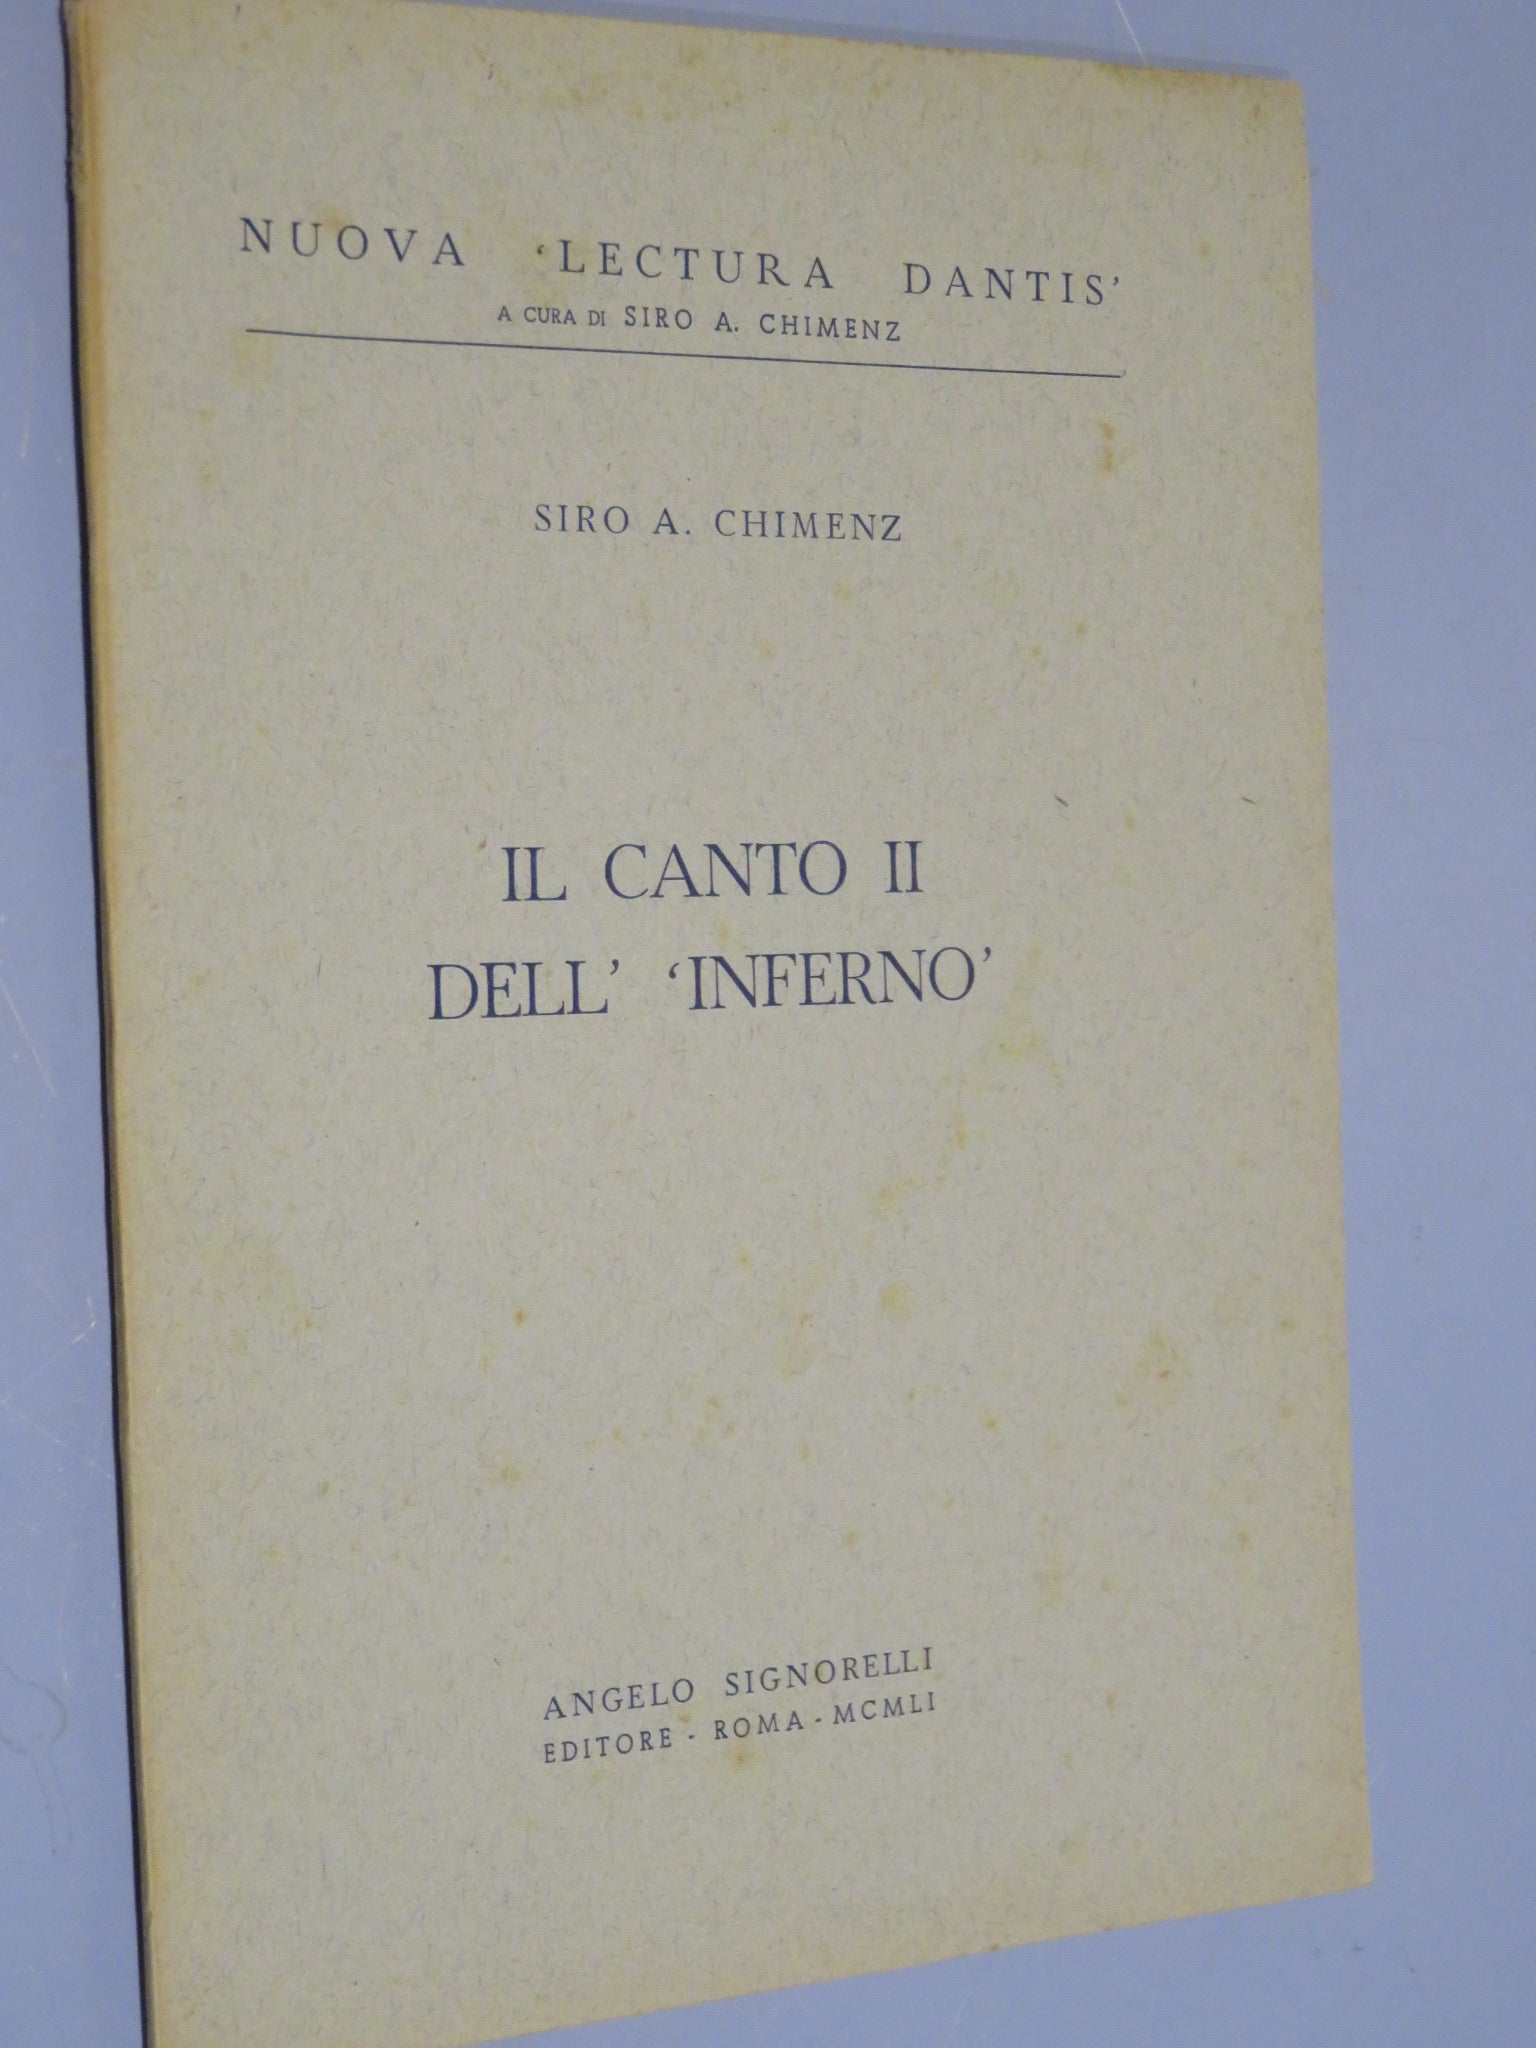 NUOVA ‘LECTURA DANTIS’
A CURA DI SIRO A. CHIMENZ
SIRO A. CHIMENZ
IL CANTO II
DELL’ ‘INFERNO’
ANGELO SIGNORELLI
EDITORE - ROMA - MCMLI